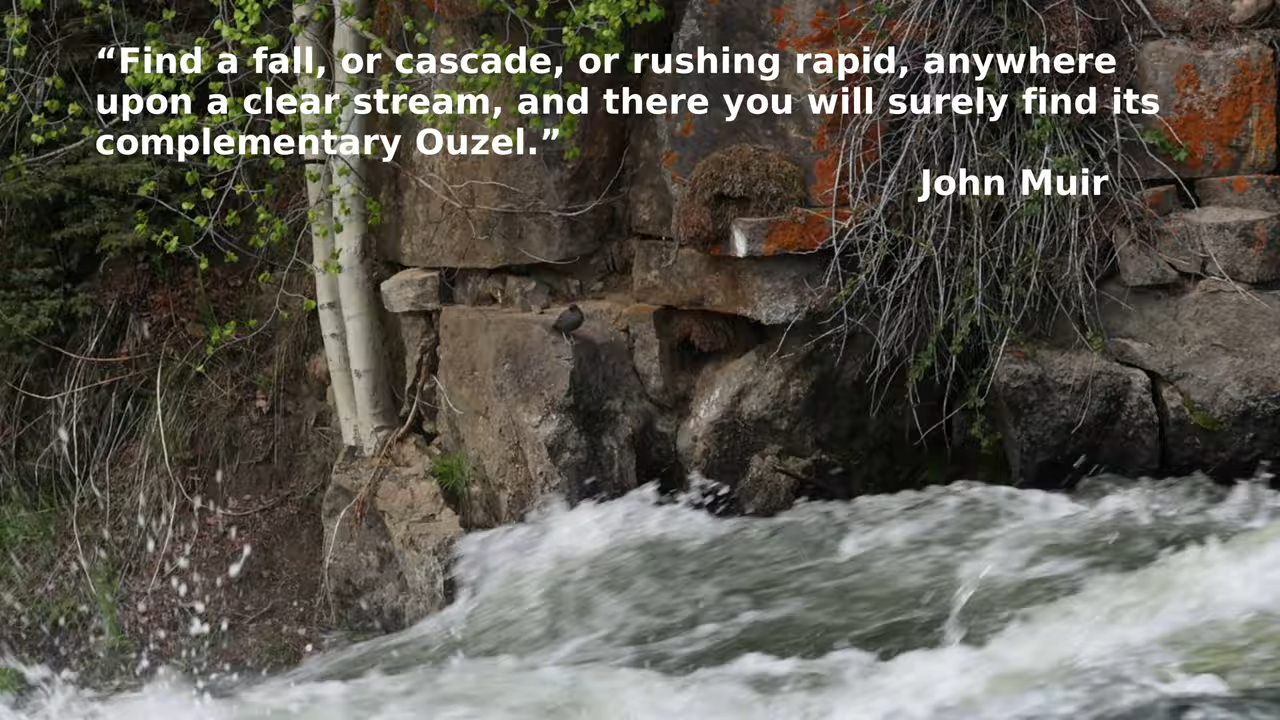 “Find a fall, or cascade, or rushing rapid, anywhere
upon a clear stream, and there you will surely find its
complementary Ouzel.”
John Muir